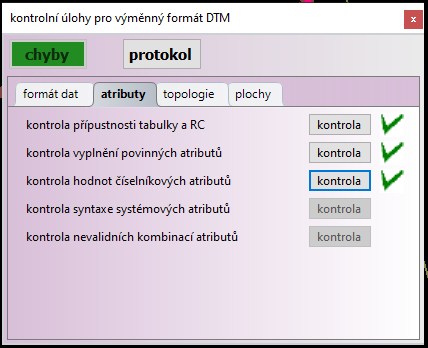 kontrolní úlohy pro výměnný formát DTM x
chyby protokol
formát dat atributy topologie plochy
kontrola přípustnosti tabulky a RC kontrola
kontrola vyplnění povinných atributů kontrola
kontrola hodnot číselníkových atributů kontrola
kontrola syntaxe systémových atributů kontrola
kontrola nevalidních kombinací atributů kontrola